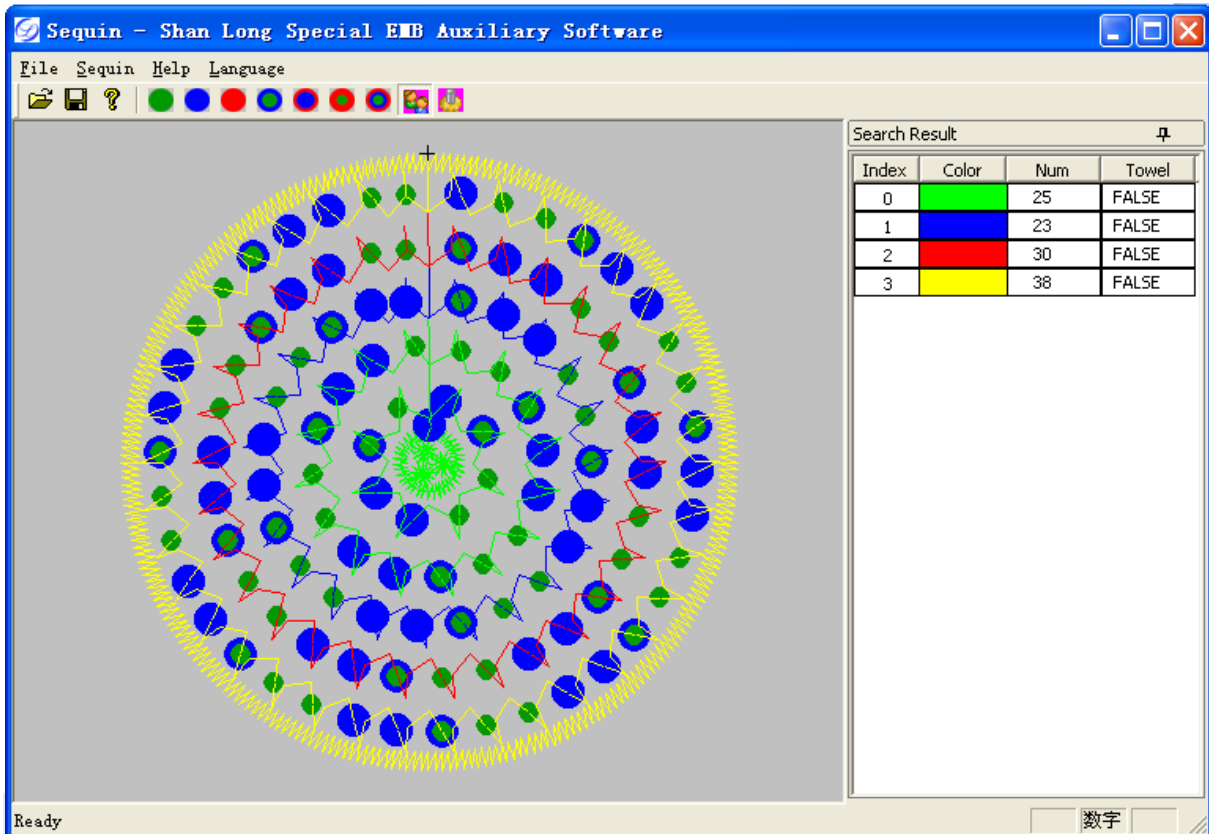 Sequin - Shan Long Special EMB Auxiliary Software
File Sequin Help Language
Search Result
Index Color Num Towel
0 25 FALSE
1 23 FALSE
2 30 FALSE
3 38 FALSE
Ready 数字